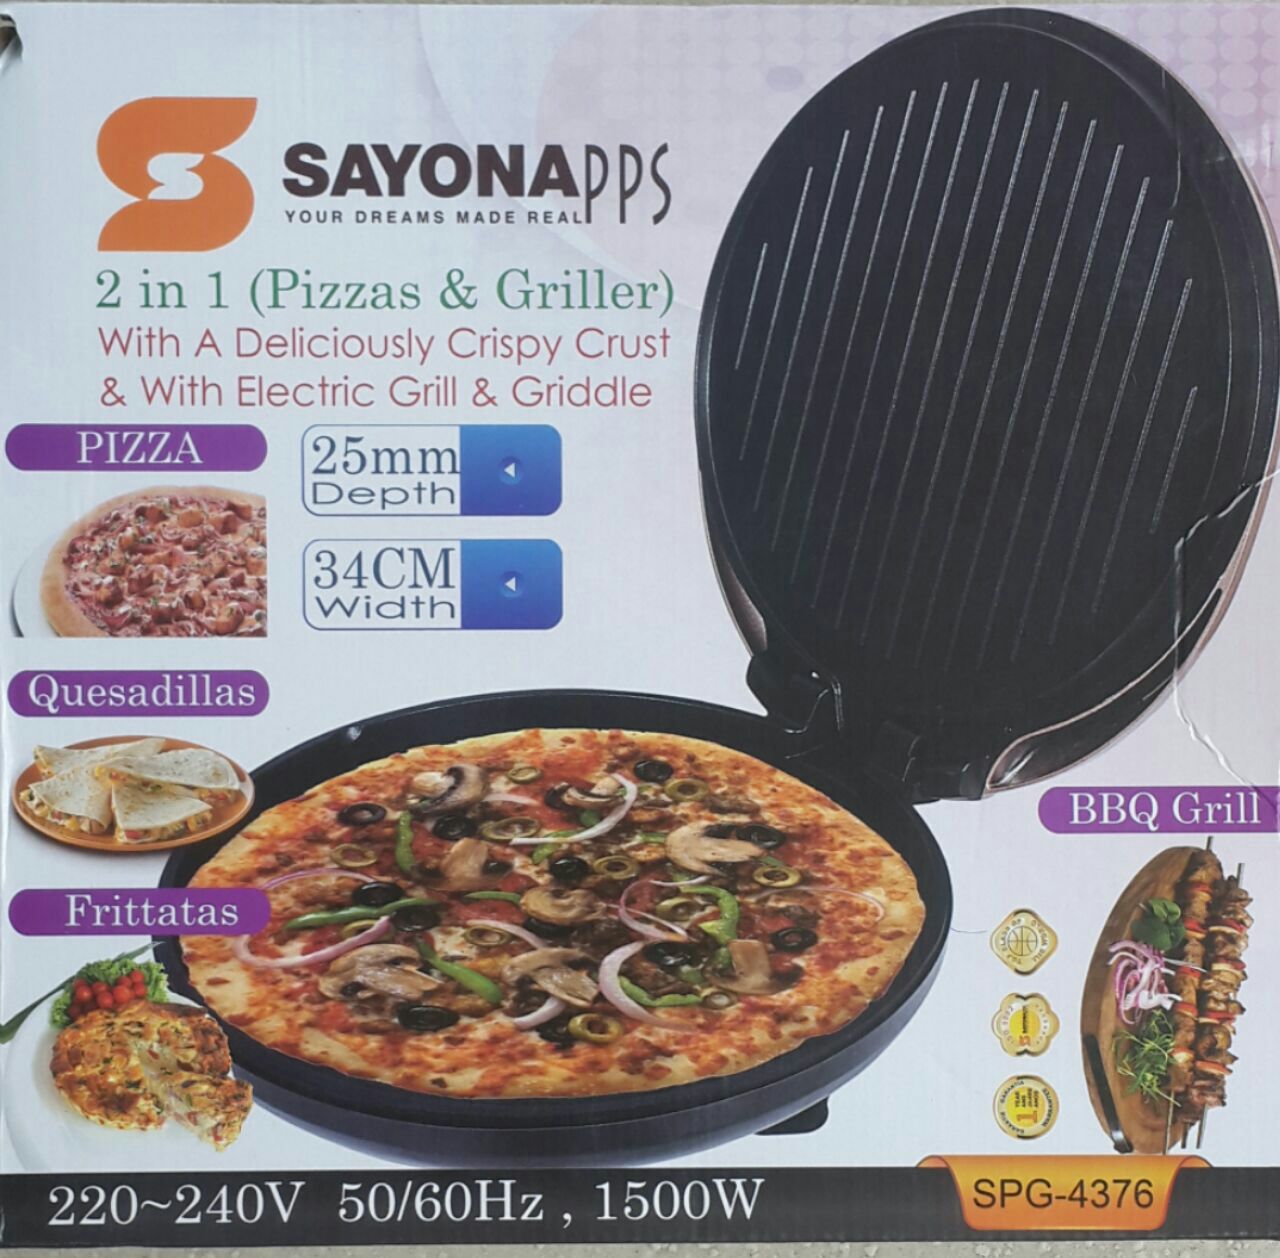 SAYONAPPS
YOUR DREAMS MADE REAL
2 in 1 (Pizzas & Griller)
With A Deliciously Crispy Crust
& With Electric Grill & Griddle
PIZZA
25mm
Depth
34CM
Width
Quesadillas
Frittatas
BBQ Grill
1
220~240V 50/60Hz , 1500W
SPG-4376